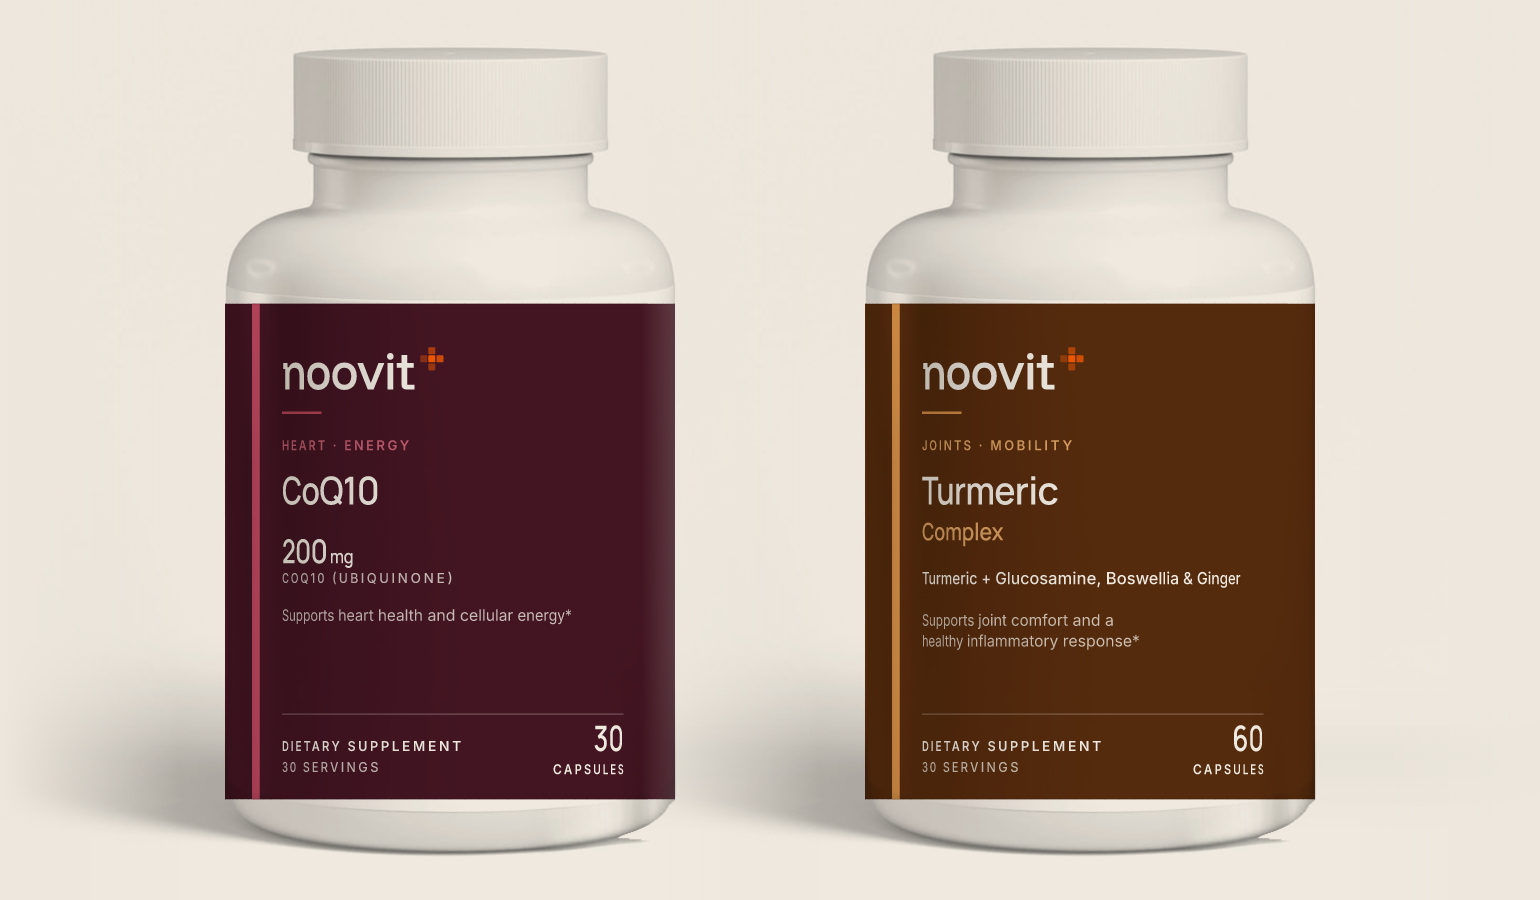 noovit
HEART · ENERGY
CoQ10
200 mg
COQ10 (UBIQUINONE)
Supports heart health and cellular energy*
DIETARY SUPPLEMENT
30 SERVINGS
30
CAPSULES
noovit
JOINTS · MOBILITY
Turmeric
Complex
Turmeric + Glucosamine, Boswellia & Ginger
Supports joint comfort and a
healthy inflammatory response*
DIETARY SUPPLEMENT
30 SERVINGS
60
CAPSULES